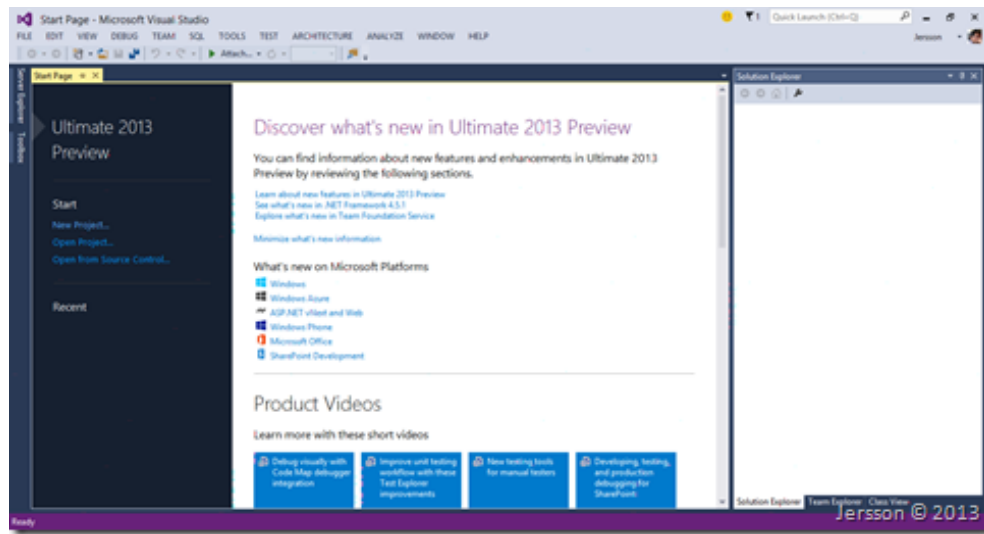 Start Page - Microsoft Visual Studio
1
Quick Launch (Ctrl+Q)
FILE EDIT VIEW DEBUG TEAM SQL TOOLS TEST ARCHITECTURE ANALYZE WINDOW HELP
Jersson
Attach...
Server Explorer
Toolbox
Start Page
Ultimate 2013
Preview
Start
New Project...
Open Project...
Open from Source Control...
Recent
Discover what's new in Ultimate 2013 Preview
You can find information about new features and enhancements in Ultimate 2013
Preview by reviewing the following sections.
Learn about new features in Ultimate 2013 Preview
See what's new in .NET Framework 4.5.1
Explore what's new in Team Foundation Service
Minimize what's new information
What's new on Microsoft Platforms
Windows
Windows Azure
ASP.NET vNext and Web
Windows Phone
Microsoft Office
SharePoint Development
Product Videos
Learn more with these short videos
Debug visually with
Code Map debugger
integration
Improve unit testing
workflow with these
Test Explorer
improvements
New testing tools
for manual testers
Developing, testing,
and production
debugging for
SharePoint
Solution Explorer
Solution Explorer Team Explorer Class View
Ready
Jersson © 2013